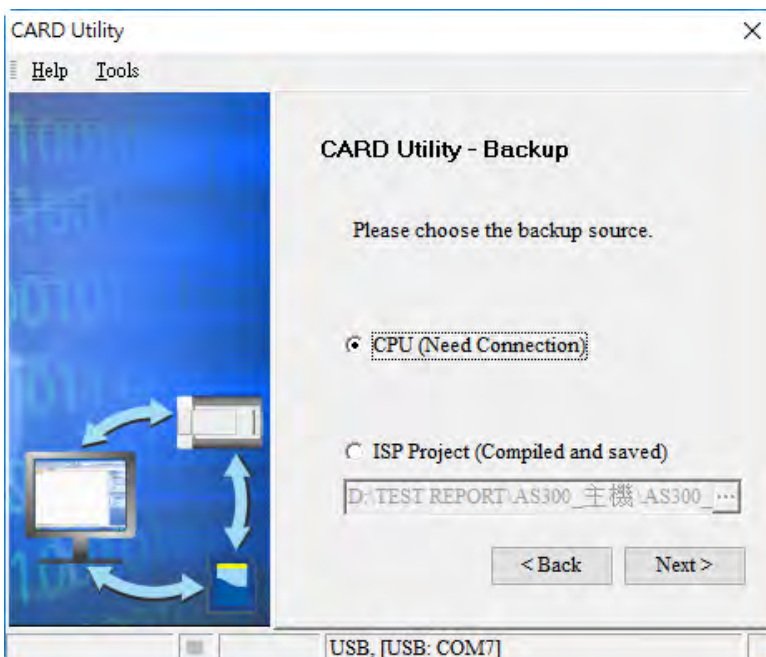 CARD Utility
Help Tools
CARD Utility - Backup
Please choose the backup source.
CPU (Need Connection)
ISP Project (Compiled and saved)
D:\TEST REPORT\AS300_主機\AS300_ ...
< Back Next >
USB, [USB: COM7]